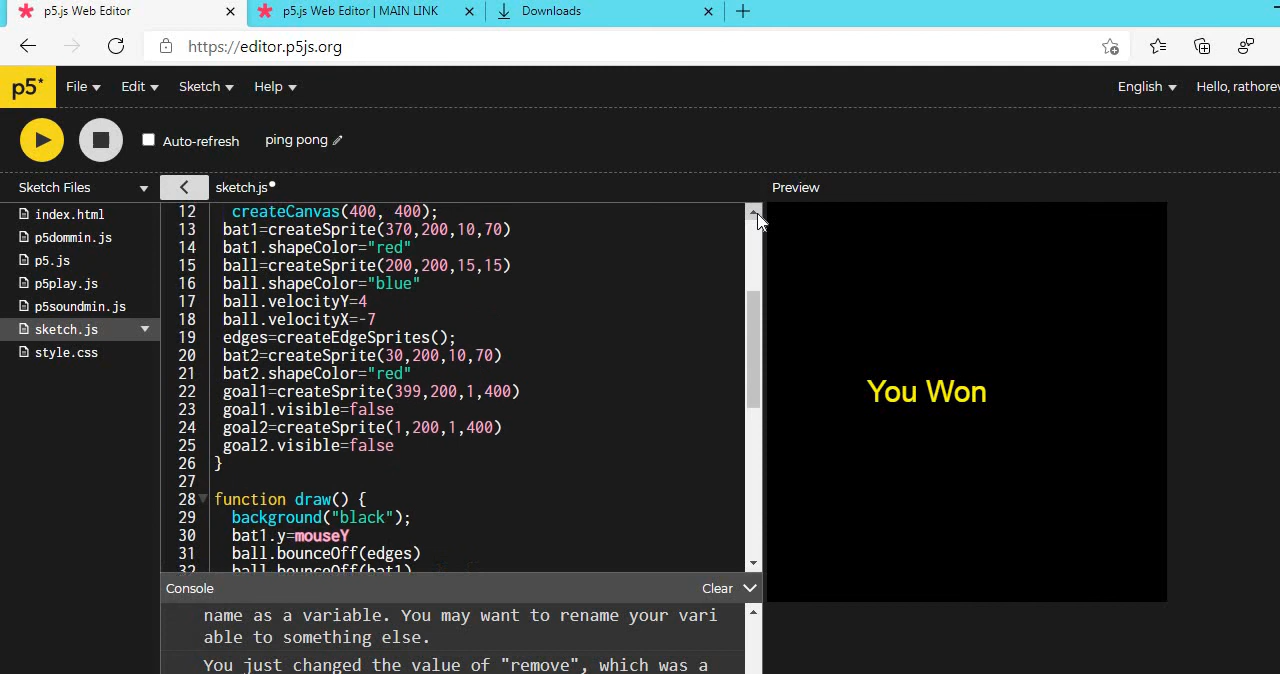 p5.js Web Editor
p5.js Web Editor | MAIN LINK
Downloads
https://editor.p5js.org
p5*
File
Edit
Sketch
Help
English
Hello, rathorev
Auto-refresh
ping pong
Sketch Files
sketch.js
Preview
index.html
p5dommin.js
p5.js
p5play.js
p5soundmin.js
sketch.js
style.css
12 createCanvas(400, 400);
13 bat1=createSprite(370,200,10,70)
14 bat1.shapeColor="red"
15 ball=createSprite(200,200,15,15)
16 ball.shapeColor="blue"
17 ball.velocityY=4
18 ball.velocityX=-7
19 edges=createEdgeSprites();
20 bat2=createSprite(30,200,10,70)
21 bat2.shapeColor="red"
22 goal1=createSprite(399,200,1,400)
23 goal1.visible=false
24 goal2=createSprite(1,200,1,400)
25 goal2.visible=false
26 }
27
28 function draw() {
29 background("black");
30 bat1.y=mouseY
31 ball.bounceOff(edges)
32 ball.bounceOff(bat1)
You Won
Console
Clear
name as a variable. You may want to rename your vari
able to something else.
You just changed the value of "remove", which was a